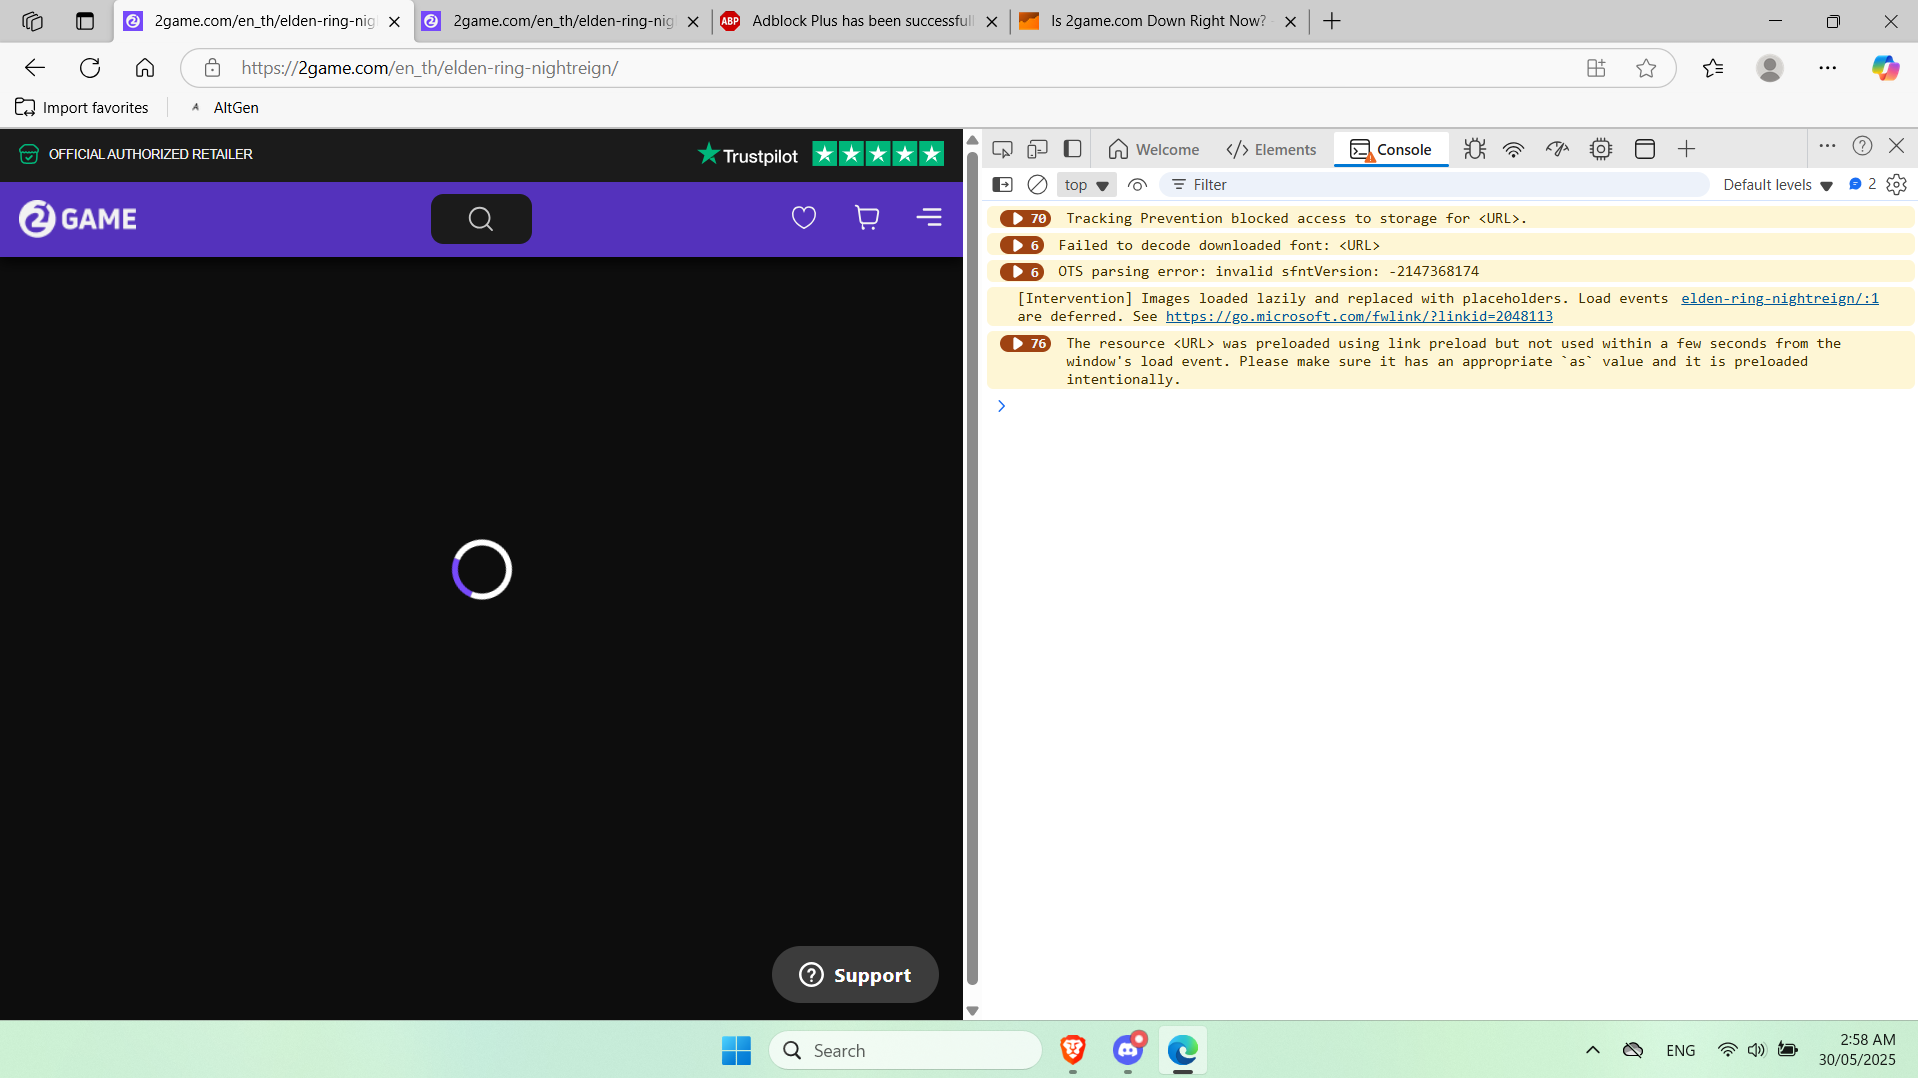 2game.com/en_th/elden-ring-nig
2game.com/en_th/elden-ring-nig
ABP
Adblock Plus has been successful
Is 2game.com Down Right Now?
https://2game.com/en_th/elden-ring-nightreign/
Import favorites
AltGen
OFFICIAL AUTHORIZED RETAILER
Trustpilot
2 GAME
Support
Welcome
Elements
Console
top
Filter
Default levels
2
70 Tracking Prevention blocked access to storage for <URL>.
6 Failed to decode downloaded font: <URL>
6 OTS parsing error: invalid sfntVersion: -2147368174
[Intervention] Images loaded lazily and replaced with placeholders. Load events elden-ring-nightreign/:1
are deferred. See https://go.microsoft.com/fwlink/?linkid=2048113
76 The resource <URL> was preloaded using link preload but not used within a few seconds from the
window's load event. Please make sure it has an appropriate `as` value and it is preloaded
intentionally.
Search
ENG
2:58 AM
30/05/2025